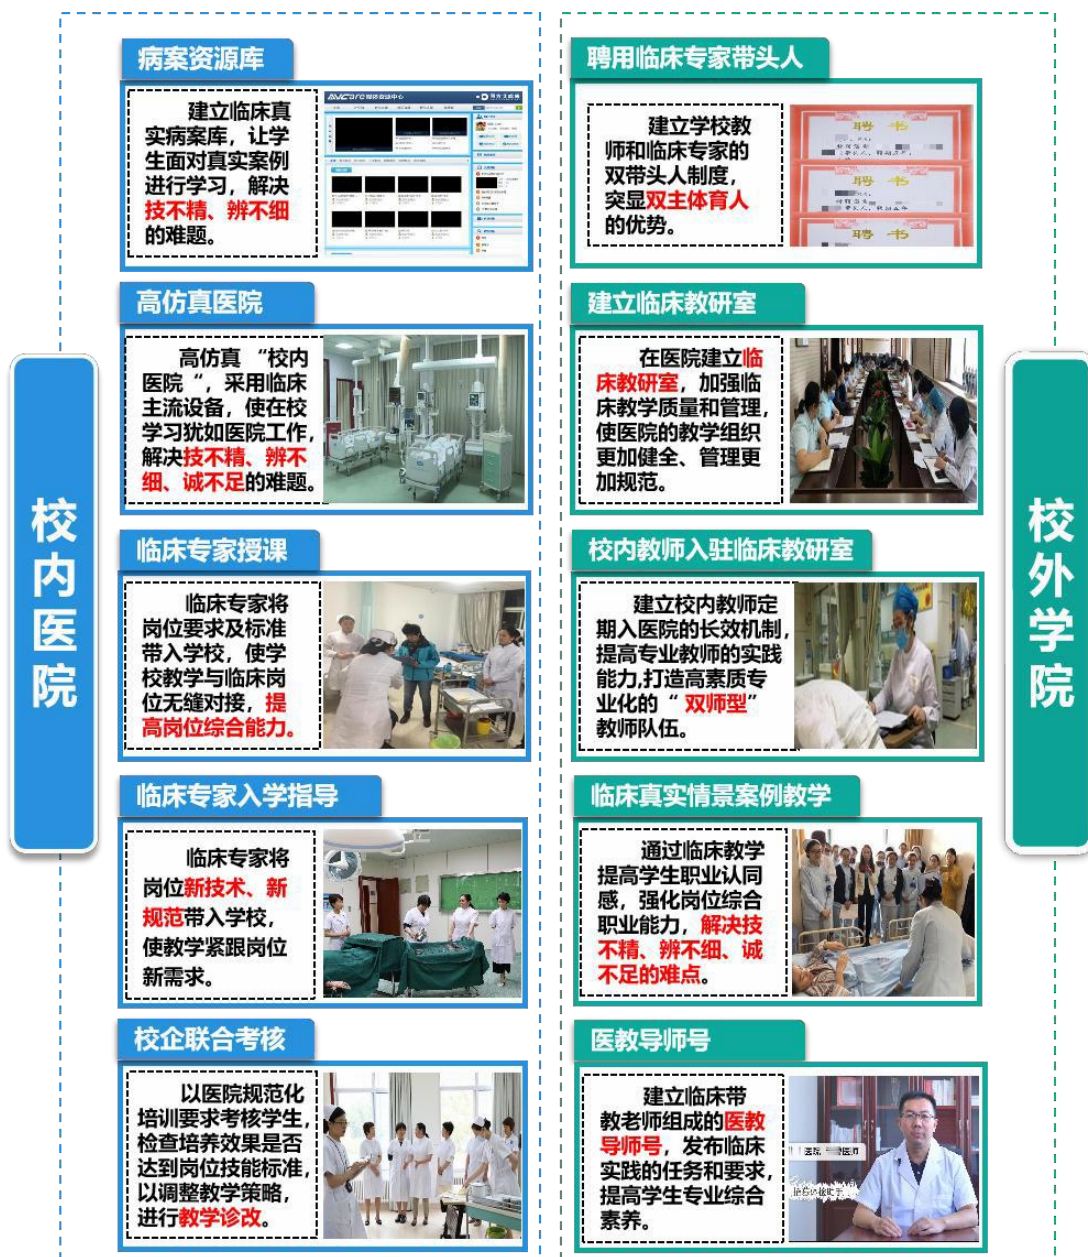 校内医院
病案资源库
建立临床真
实病案库，让学
生面对真实案例
进行学习，解决
技不精、辨不细
的难题。
高仿真医院
高仿真“校内
医院“，采用临床
主流设备，使在校
学习犹如医院工作，
解决技不精、辨不
细、诚不足的难题。
临床专家授课
临床专家将
岗位要求及标准
带入学校，使学
校教学与临床岗
位无缝对接，提
高岗位综合能力。
临床专家入学指导
临床专家将
岗位新技术、新
规范带入学校，
使教学紧跟岗位
新需求。
校企联合考核
以医院规范化
培训要求考核学生，
检查培养效果是否
达到岗位技能标准，
以调整教学策略，
进行教学诊改。
聘用临床专家带头人
建立学校教
师和临床专家的
双带头人制度，
突显双主体育人
的优势。
聘书
聘书
聘书
建立临床教研室
在医院建立临
床教研室，加强临
床教学质量和管理，
使医院的教学组织
更加健全、管理更
加规范。
校内教师入驻临床教研室
建立校内教师定
期入医院的长效机制，
提高专业教师的实践
能力,打造高素质专
业化的“双师型”
教师队伍。
临床真实情景案例教学
通过临床教学
提高学生职业认同
感，强化岗位综合
职业能力，解决技
不精、辨不细、诚
不足的难点。
医教导师号
建立临床带
教老师组成的医教
导师号，发布临床
实践的任务和要求，
提高学生专业综合
素养。
校外学院